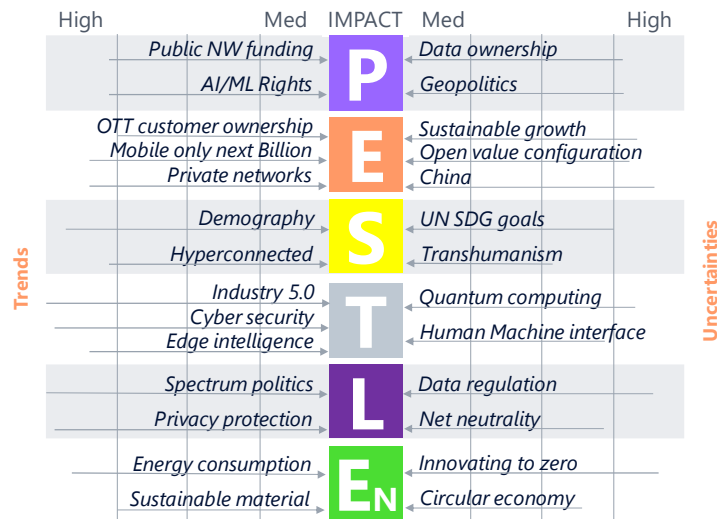 High Med IMPACT Med High
Public NW funding P Data ownership
AI/ML Rights Geopolitics
OTT customer ownership E Sustainable growth
Mobile only next Billion Open value configuration
Private networks China
Demography S UN SDG goals
Hyperconnected Transhumanism
Trends
Uncertainties
Industry 5.0 T Quantum computing
Cyber security Human Machine interface
Edge intelligence
Spectrum politics L Data regulation
Privacy protection Net neutrality
Energy consumption EN Innovating to zero
Sustainable material Circular economy